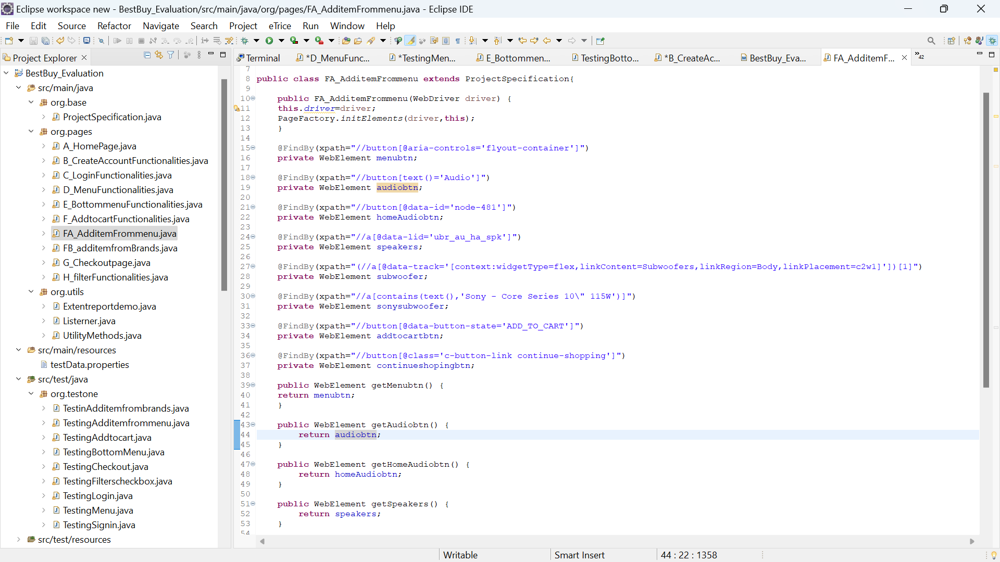 Eclipse workspace new - BestBuy_Evaluation/src/main/java/org/pages/FA_AdditemFrommenu.java - Eclipse IDE
File Edit Source Refactor Navigate Search Project eTrice Run Window Help
Project Explorer
BestBuy_Evaluation
src/main/java
org.base
ProjectSpecification.java
org.pages
A_HomePage.java
B_CreateAccountFunctionalities.java
C_LoginFunctionalities.java
D_MenuFunctionalities.java
E_BottommenuFunctionalities.java
F_AddtocartFunctionalities.java
FA_AdditemFrommenu.java
FB_additemfromBrands.java
G_Checkoutpage.java
H_filterFunctionalities.java
org.utils
Extentreportdemo.java
Listerner.java
UtilityMethods.java
src/main/resources
testData.properties
src/test/java
org.testone
TestinAdditemfrombrands.java
TestingAdditemfrommenu.java
TestingAddtocart.java
TestingBottomMenu.java
TestingCheckout.java
TestingFilterscheckbox.java
TestingLogin.java
TestingMenu.java
TestingSignin.java
src/test/resources
Terminal *D_MenuFunc... *TestingMen... E_Bottommen... TestingBotto... *B_CreateAc... BestBuy_Eva... FA_AdditemF... »42
7
8 public class FA_AdditemFrommenu extends ProjectSpecification{
9
10 public FA_AdditemFrommenu(WebDriver driver) {
11 this.driver=driver;
12 PageFactory.initElements(driver,this);
13 }
14
15 @FindBy(xpath="//button[@aria-controls='flyout-container']")
16 private WebElement menubtn;
17
18 @FindBy(xpath="//button[text()='Audio']")
19 private WebElement audiobtn;
20
21 @FindBy(xpath="//button[@data-id='node-481']")
22 private WebElement homeAudiobtn;
23
24 @FindBy(xpath="//a[@data-lid='ubr_au_ha_spk']")
25 private WebElement speakers;
26
27 @FindBy(xpath="(//a[@data-track='[context:widgetType=flex,linkContent=Subwoofers,linkRegion=Body,linkPlacement=c2w1]'])[1]")
28 private WebElement subwoofer;
29
30 @FindBy(xpath="//a[contains(text(),'Sony - Core Series 10\" 115W')]")
31 private WebElement sonysubwoofer;
32
33 @FindBy(xpath="//button[@data-button-state='ADD_TO_CART']")
34 private WebElement addtocartbtn;
35
36 @FindBy(xpath="//button[@class='c-button-link continue-shopping']")
37 private WebElement continueshopingbtn;
38
39 public WebElement getMenubtn() {
40 return menubtn;
41 }
42
43 public WebElement getAudiobtn() {
44 return audiobtn;
45 }
46
47 public WebElement getHomeAudiobtn() {
48 return homeAudiobtn;
49 }
50
51 public WebElement getSpeakers() {
52 return speakers;
53 }
54
Writable Smart Insert 44 : 22 : 1358